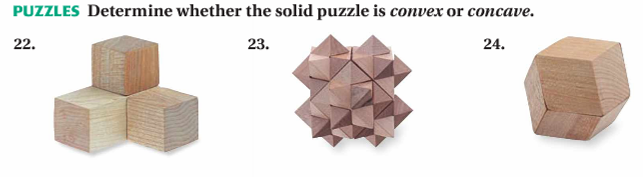 PUZZLES Determine whether the solid puzzle is convex or concave.
22. 23. 24.